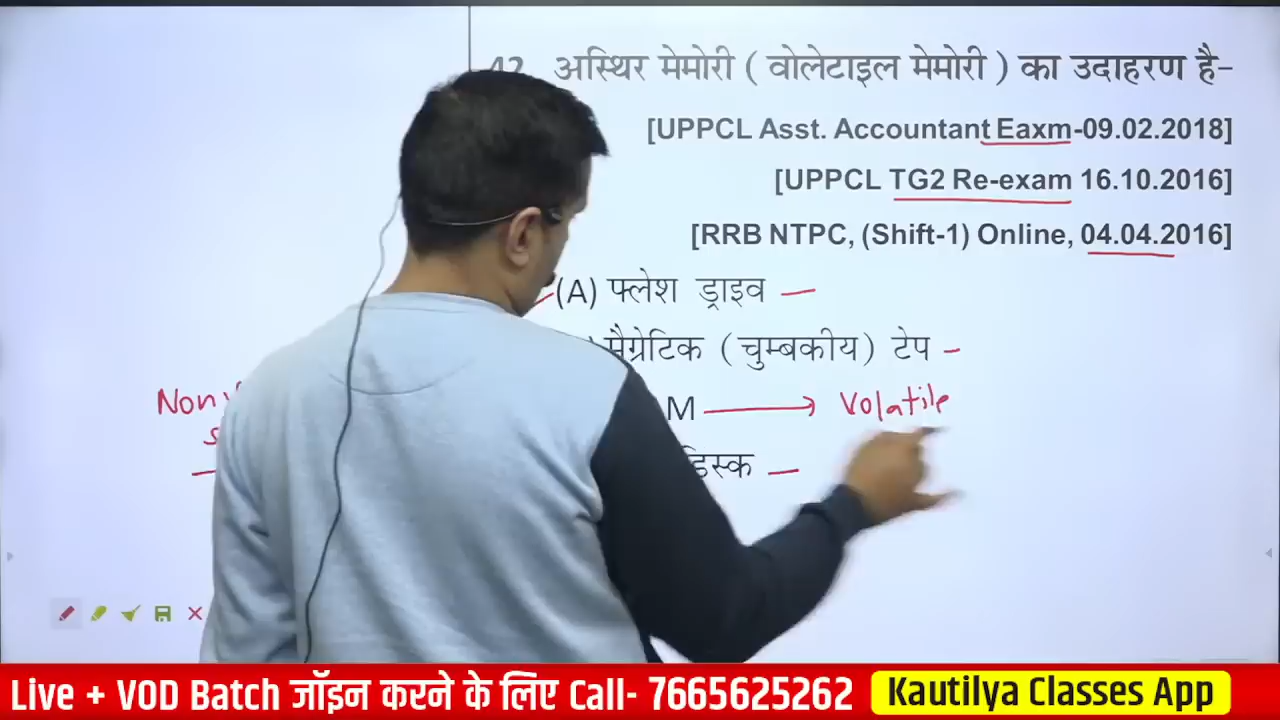 अस्थिर मेमोरी ( वोलेटाइल मेमोरी ) का उदाहरण है-
[UPPCL Asst. Accountant Eaxm-09.02.2018]
[UPPCL TG2 Re-exam 16.10.2016]
[RRB NTPC, (Shift-1) Online, 04.04.2016]
(A) फ्लेश ड्राइव
मैग्रेटिक (चुम्बकीय) टेप
Non
M → Volatile
डिस्क
Live + VOD Batch जॉइन करने के लिए Call- 7665625262 Kautilya Classes App